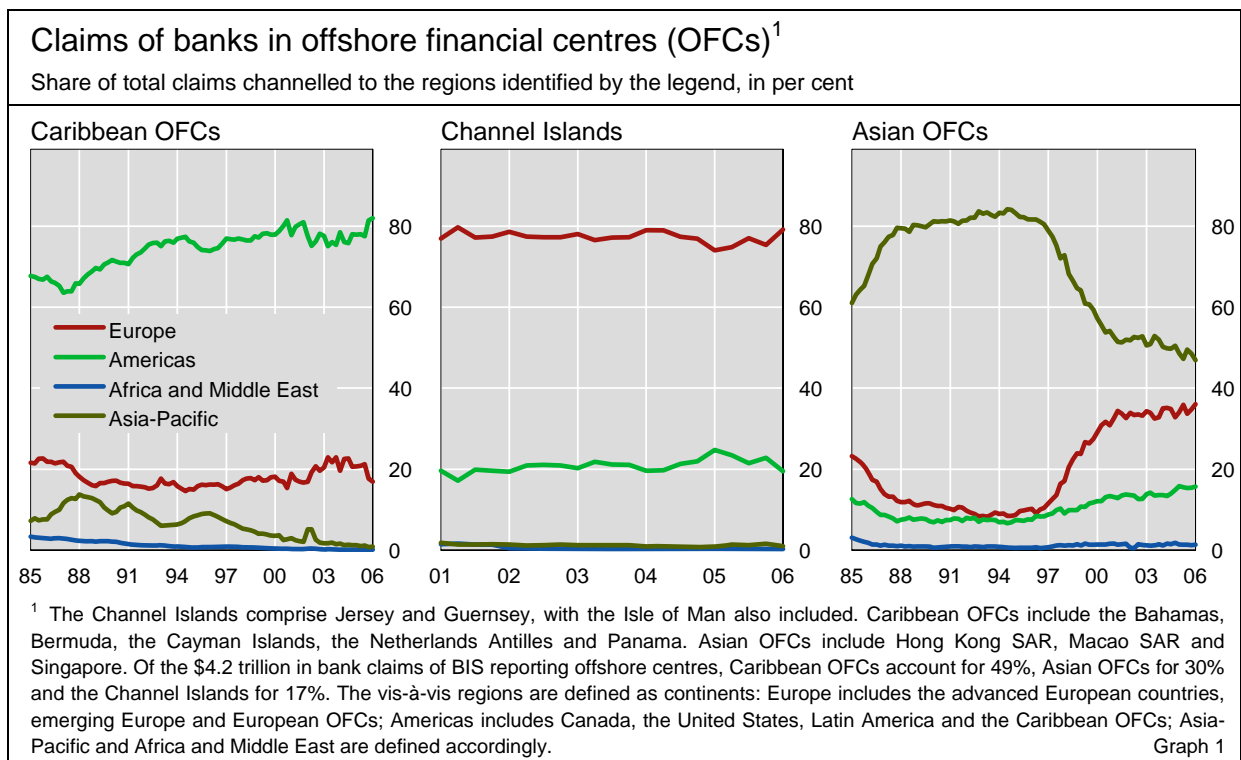 Claims of banks in offshore financial centres (OFCs)1
Share of total claims channelled to the regions identified by the legend, in per cent
Caribbean OFCs
Channel Islands
Asian OFCs
80
60
40
20
0
Europe
Americas
Africa and Middle East
Asia-Pacific
85 88 91 94 97 00 03 06
80
60
40
20
0
01 02 03 04 05 06
80
60
40
20
0
85 88 91 94 97 00 03 06
1 The Channel Islands comprise Jersey and Guernsey, with the Isle of Man also included. Caribbean OFCs include the Bahamas,
Bermuda, the Cayman Islands, the Netherlands Antilles and Panama. Asian OFCs include Hong Kong SAR, Macao SAR and
Singapore. Of the $4.2 trillion in bank claims of BIS reporting offshore centres, Caribbean OFCs account for 49%, Asian OFCs for 30%
and the Channel Islands for 17%. The vis-à-vis regions are defined as continents: Europe includes the advanced European countries,
emerging Europe and European OFCs; Americas includes Canada, the United States, Latin America and the Caribbean OFCs; Asia-
Pacific and Africa and Middle East are defined accordingly. Graph 1